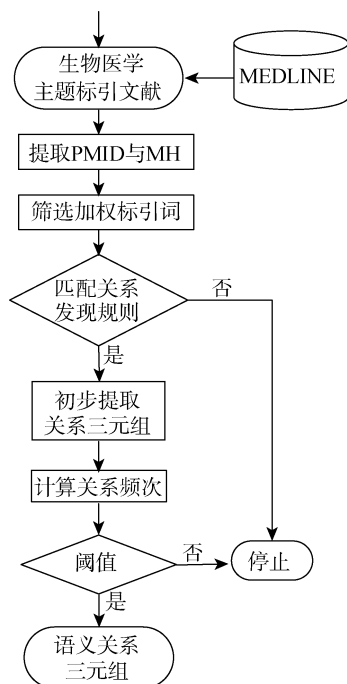 生物医学
主题标引文献
MEDLINE
提取PMID与MH
筛选加权标引词
匹配关系
发现规则
否
是
初步提取
关系三元组
计算关系频次
阈值
否
停止
是
语义关系
三元组